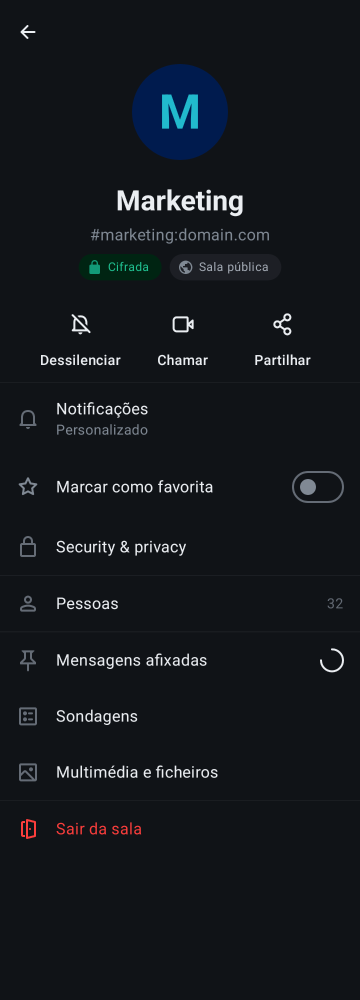 M
Marketing
#marketing:domain.com
Cifrada
Sala pública
Dessilenciar
Chamar
Partilhar
Notificações
Personalizado
Marcar como favorita
Security & privacy
Pessoas
32
Mensagens afixadas
Sondagens
Multimédia e ficheiros
Sair da sala